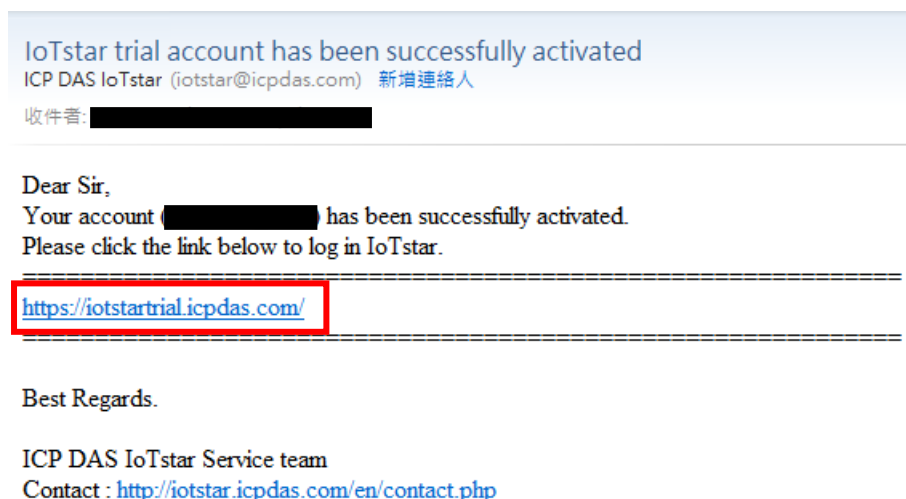 IoTstar trial account has been successfully activated
ICP DAS IoTstar (iotstar@icpdas.com) 新增連絡人
收件者:
Dear Sir,
Your account ( ) has been successfully activated.
Please click the link below to log in IoTstar.
=============================================================
https://iotstartrial.icpdas.com/
=============================================================
Best Regards.
ICP DAS IoTstar Service team
Contact : http://iotstar.icpdas.com/en/contact.php